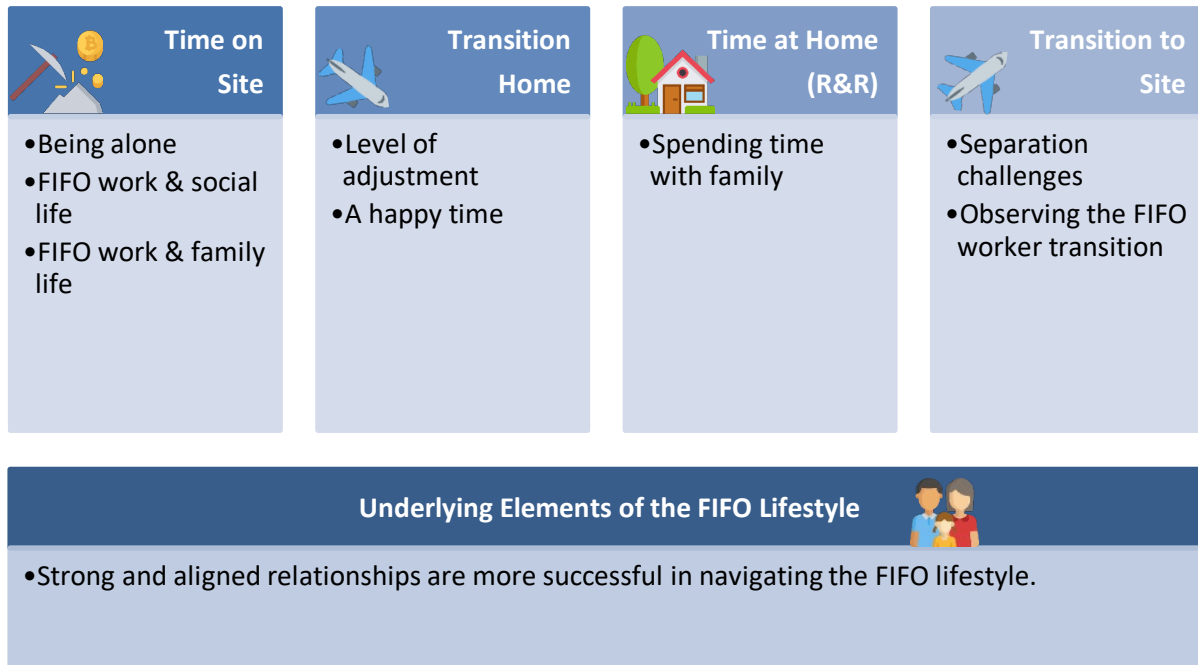 Time on
Site
•Being alone
•FIFO work & social
life
•FIFO work & family
life
Transition
Home
•Level of
adjustment
•A happy time
Time at Home
(R&R)
•Spending time
with family
Transition to
Site
•Separation
challenges
•Observing the FIFO
worker transition
Underlying Elements of the FIFO Lifestyle
•Strong and aligned relationships are more successful in navigating the FIFO lifestyle.